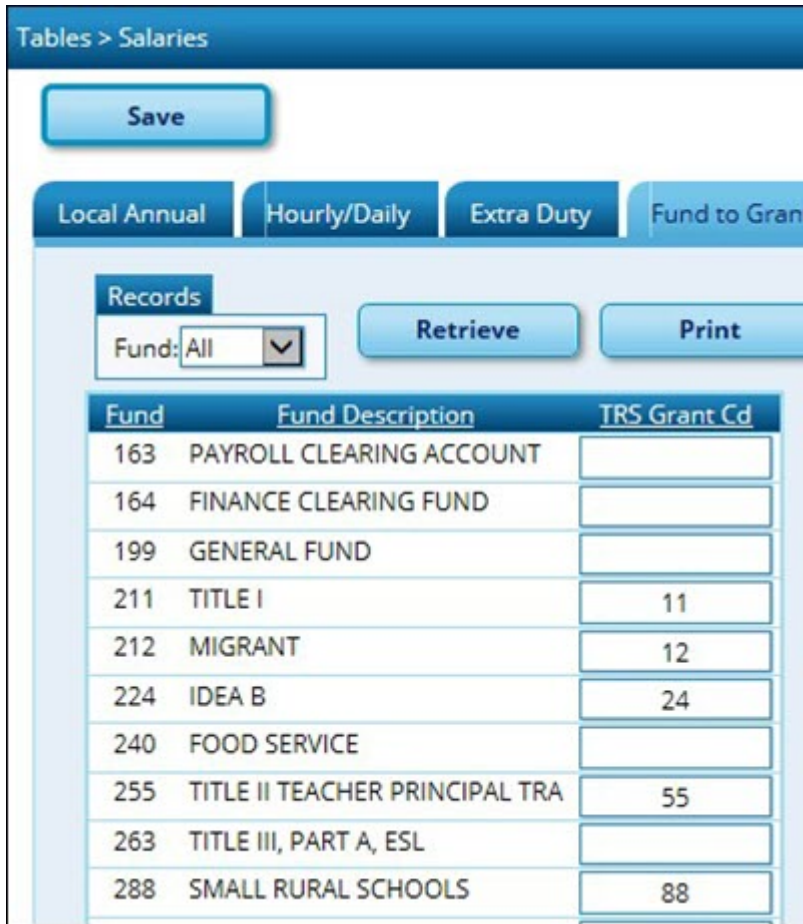 Tables > Salaries
Save
Local Annual Hourly/Daily Extra Duty Fund to Gran
Records
Fund: All Retrieve Print
Fund Fund Description TRS Grant Cd
163 PAYROLL CLEARING ACCOUNT
164 FINANCE CLEARING FUND
199 GENERAL FUND
211 TITLE I 11
212 MIGRANT 12
224 IDEA B 24
240 FOOD SERVICE
255 TITLE II TEACHER PRINCIPAL TRA 55
263 TITLE III, PART A, ESL
288 SMALL RURAL SCHOOLS 88